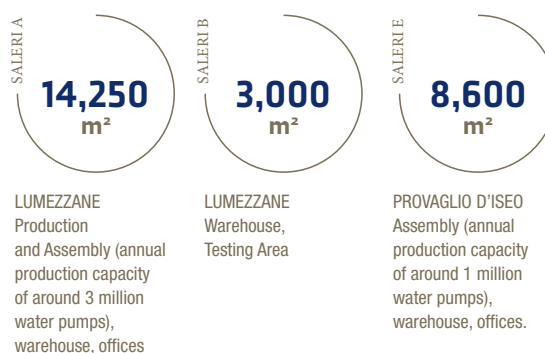 SALERI A
14,250
m²
LUMEZZANE
Production
and Assembly (annual
production capacity
of around 3 million
water pumps),
warehouse, offices
SALERI B
3,000
m²
LUMEZZANE
Warehouse,
Testing Area
SALERI E
8,600
m²
PROVAGLIO D'ISEO
Assembly (annual
production capacity
of around 1 million
water pumps),
warehouse, offices.